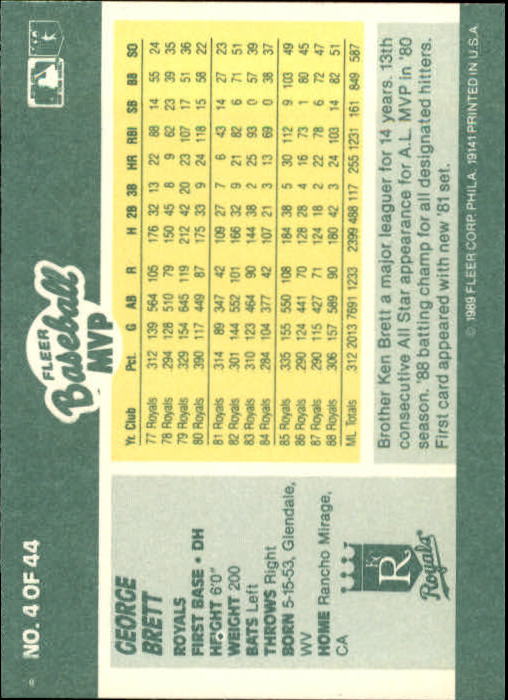 NO. 4 OF 44
FLEER
Baseball
MVP
GEORGE
BRETT
ROYALS
FIRST BASE • DH
HEIGHT 6'0"
WEIGHT 200
BATS Left
THROWS Right
BORN 5-15-53, Glendale,
WV
HOME Rancho Mirage,
CA
R
Royals
Yr. Club Pct. G AB R H 2B 3B HR RBI SB BB SO
77 Royals 312 139 564 105 176 32 13 22 88 14 55 24
78 Royals 294 128 510 79 150 45 8 9 62 23 39 35
79 Royals 329 154 645 119 212 42 20 23 107 17 51 36
80 Royals 390 117 449 87 175 33 9 24 118 15 58 22
81 Royals 314 89 347 42 109 27 7 6 43 14 27 23
82 Royals 301 144 552 101 166 32 9 21 82 6 71 51
83 Royals 310 123 464 90 144 38 2 25 93 0 57 39
84 Royals 284 104 377 42 107 21 3 13 69 0 38 37
85 Royals 335 155 550 108 184 38 5 30 112 9 103 49
86 Royals 290 124 441 70 128 28 4 16 73 1 80 45
87 Royals 290 115 427 71 124 18 2 22 78 6 72 47
88 Royals 306 157 589 90 180 42 3 24 103 14 82 51
ML Totals 312 2013 7691 1233 2399 488 117 255 1231 161 849 587
Brother Ken Brett a major leaguer for 14 years. 13th
consecutive All Star appearance for A.L. MVP in '80
season. '88 batting champ for all designated hitters.
First card appeared with new '81 set.
© 1989 FLEER CORP. PHILA. 19141 PRINTED IN U.S.A.